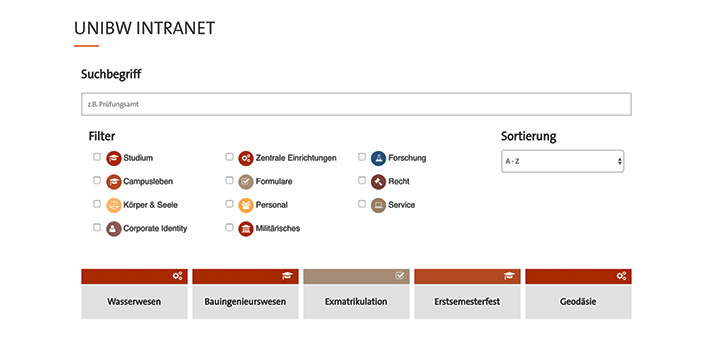 UNIBW INTRANET
Suchbegriff
z.B. Prüfungsamt
Filter
Sortierung
Studium
Zentrale Einrichtungen
Forschung
A - Z
Campusleben
Formulare
Recht
Körper & Seele
Personal
Service
Corporate Identity
Militärisches
Wasserwesen
Bauingenieurswesen
Exmatrikulation
Erstsemesterfest
Geodäsie